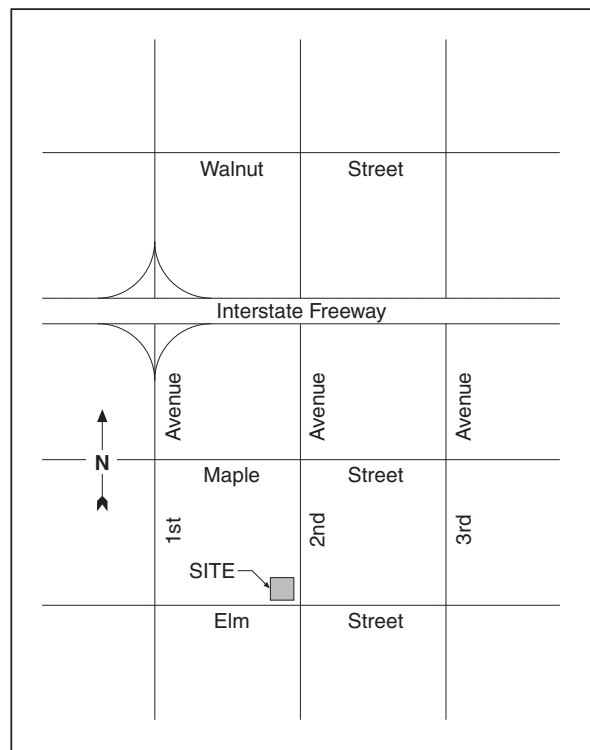 Walnut Street
Interstate Freeway
Avenue
Avenue
Avenue
N
Maple Street
1st
2nd
3rd
SITE
Elm Street